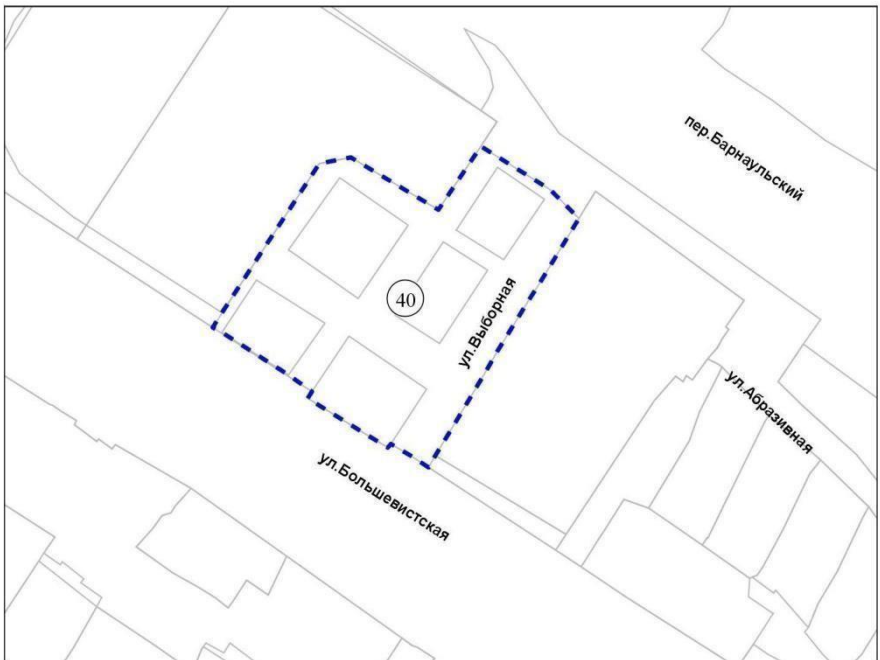 пер.Барнаульский
40
ул.Выборная
ул.Абразивная
ул.Большевистская